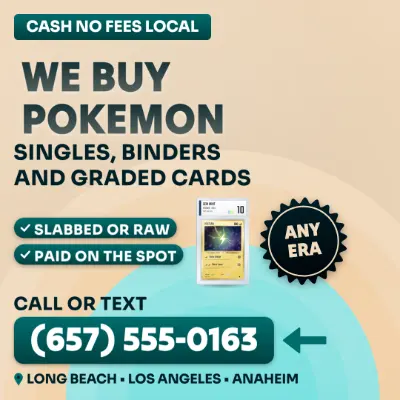 CASH NO FEES LOCAL
WE BUY
POKEMON
SINGLES, BINDERS
AND GRADED CARDS
10
SLABBED OR RAW
PAID ON THE SPOT
ANY
ERA
CALL OR TEXT
(657) 555-0163
LONG BEACH ▪ LOS ANGELES ▪ ANAHEIM